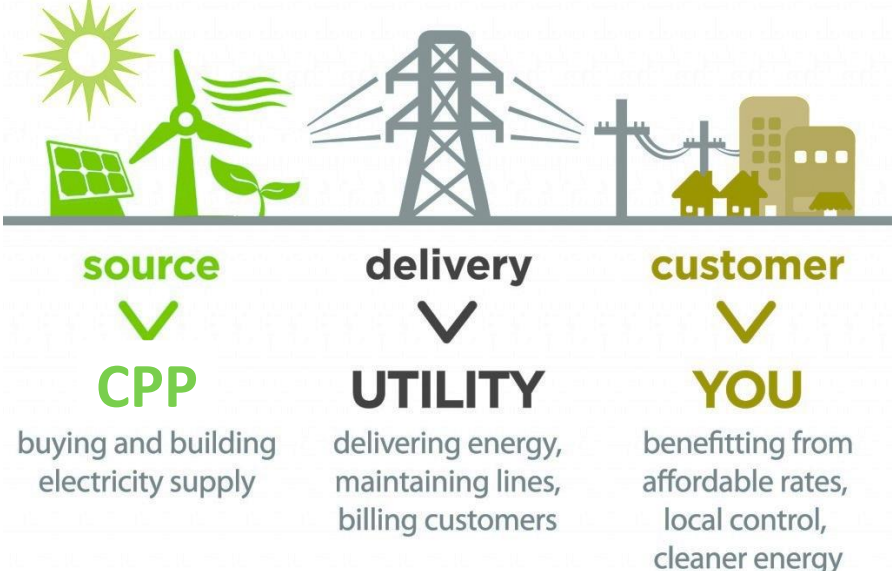 source
delivery
customer
CPP
UTILITY
YOU
buying and building
electricity supply
delivering energy,
maintaining lines,
billing customers
benefitting from
affordable rates,
local control,
cleaner energy